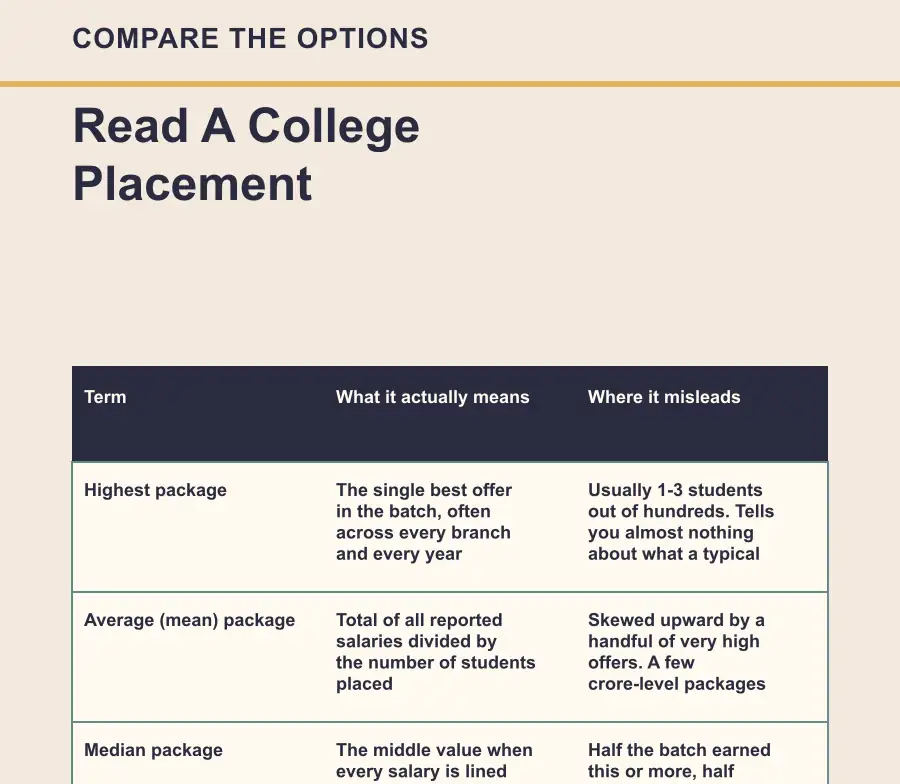 COMPARE THE OPTIONS
Read A College
Placement
Term
What it actually means
Where it misleads
Highest package
The single best offer
in the batch, often
across every branch
and every year
Usually 1-3 students
out of hundreds. Tells
you almost nothing
about what a typical
Average (mean) package
Total of all reported
salaries divided by
the number of students
placed
Skewed upward by a
handful of very high
offers. A few
crore-level packages
Median package
The middle value when
every salary is lined
Half the batch earned
this or more, half